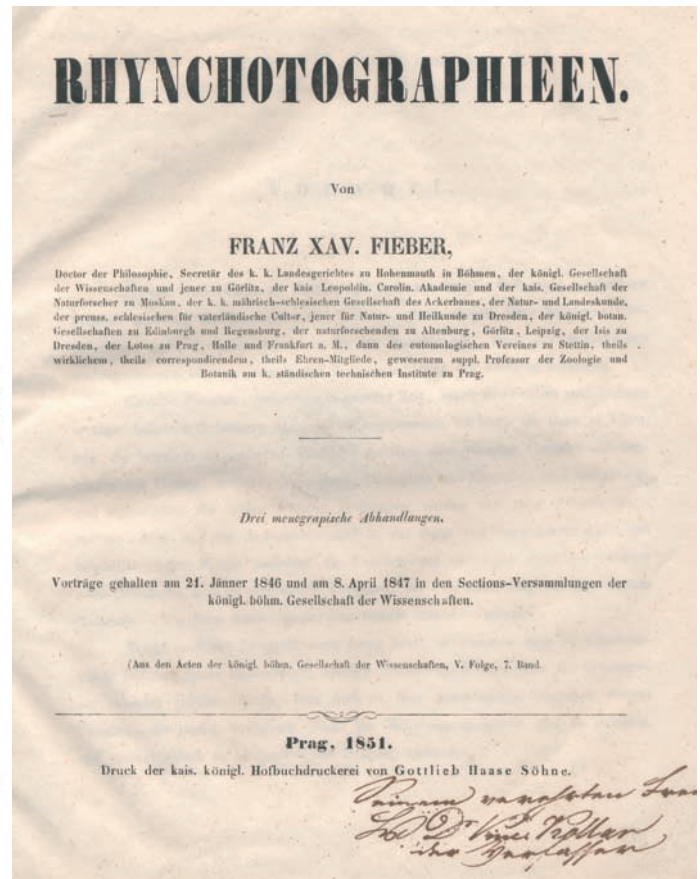 RHYNCHOTOGRAPHIEEN.
Von
FRANZ XAV. FIEBER,
Doctor der Philosophie, Secretär des k. k. Landesgerichtes zu Hohenmauth in Böhmen, der königl. Gesellschaft
der Wissenschaften und jener zu Görlitz, der kais Leopoldin. Carolin. Akademie und der kais. Gesellschaft der
Naturforscher zu Moskau, der k. k. mährisch-schlesischen Gesellschaft des Ackerbaues, der Natur- und Landeskunde,
der preuss. schlesischen für vaterländische Cultur, jener für Natur- und Heilkunde zu Dresden, der königl. botan.
Gesellschaften zu Edinburgh und Regensburg, der naturforschenden zu Altenburg, Görlitz, Leipzig, der Isis zu
Dresden, der Lotos zu Prag, Halle und Frankfurt a. M., dann des entomologischen Vereines zu Stettin, theils
wirklichem, theils correspondirendem, theils Ehren-Mitgliede, gewesenem suppl. Professor der Zoologie und
Botanik am k. ständischen technischen Institute zu Prag.
Drei menograpische Abhandlungen.
Vorträge gehalten am 21. Jänner 1846 und am 8. April 1847 in den Sections-Versammlungen der
königl. böhm. Gesellschaft der Wissenschaften.
(Aus den Acten der königl. böhm. Gesellschaft der Wissenschaften, V. Folge, 7. Band.
Prag, 1851.
Druck der kais. königl. Hofbuchdruckerei von Gottlieb Haase Söhne.
Seinem verehrten
Dr Kollar
der Verfasser